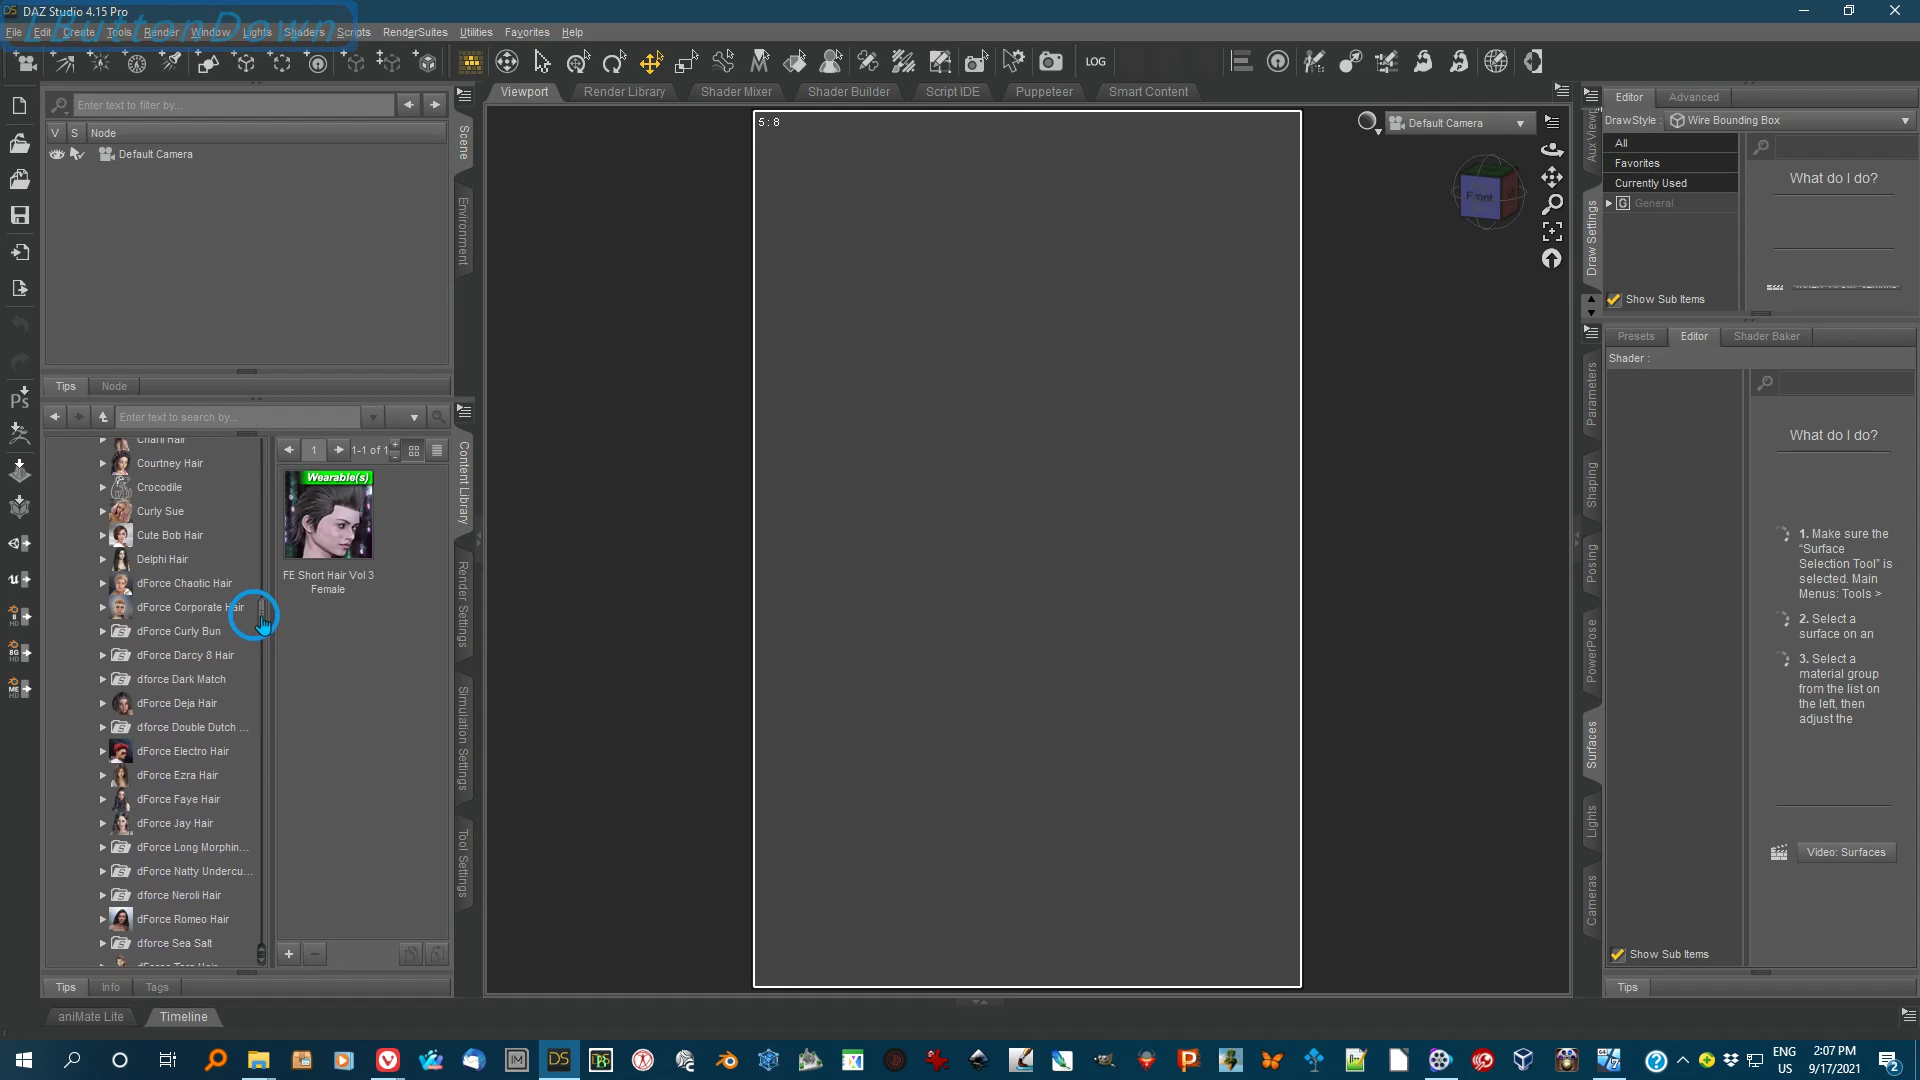 DAZ Studio 4.15 Pro
LButtonDown
File Edit Create Tools Render Window Lights Shaders Scripts RenderSuites Utilities Favorites Help
LOG
Enter text to filter by...
V S Node
Default Camera
Scene
Environment
Tips Node
Enter text to search by...
Charli Hair
Courtney Hair
Crocodile
Curly Sue
Cute Bob Hair
Delphi Hair
dForce Chaotic Hair
dForce Corporate Hair
dForce Curly Bun
dForce Darcy 8 Hair
dforce Dark Match
dForce Deja Hair
dforce Double Dutch ...
dForce Electro Hair
dForce Ezra Hair
dForce Faye Hair
dForce Jay Hair
dForce Long Morphin...
dForce Natty Undercu...
dforce Neroli Hair
dForce Romeo Hair
dforce Sea Salt
1 1-1 of 1
Wearable(s)
FE Short Hair Vol 3
Female
Content Library
Render Settings
Simulation Settings
Tool Settings
Tips Info Tags
aniMate Lite Timeline
Viewport Render Library Shader Mixer Shader Builder Script IDE Puppeteer Smart Content
5 : 8
Default Camera
Front
Editor Advanced
DrawStyle : Wire Bounding Box
All
Favorites
Currently Used
General
What do I do?
Show Sub Items
Aux Viewp
Draw Settings
Presets Editor Shader Baker
Shader :
What do I do?
1. Make sure the
"Surface
Selection Tool" is
selected. Main
Menus: Tools >
2. Select a
surface on an
3. Select a
material group
from the list on
the left, then
adjust the
Video: Surfaces
Show Sub Items
Tips
Parameters
Shaping
Posing
PowerPose
Surfaces
Lights
Cameras
ENG
US
2:07 PM
9/17/2021
2